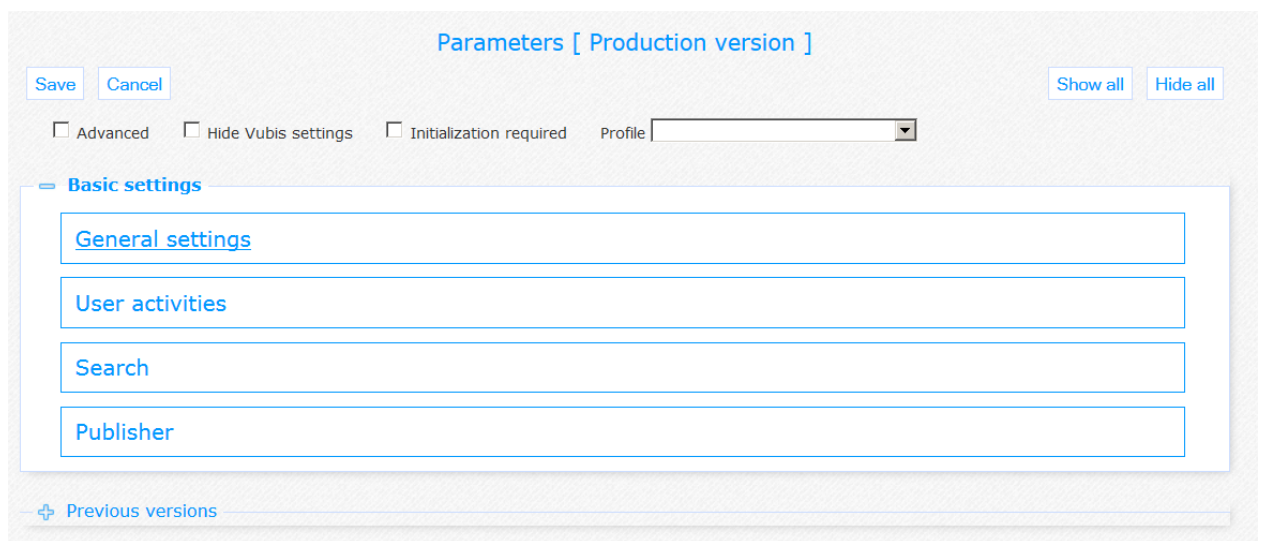 Parameters [ Production version ]
Save Cancel Show all Hide all
Advanced Hide Vubis settings Initialization required Profile
Basic settings
General settings
User activities
Search
Publisher
Previous versions